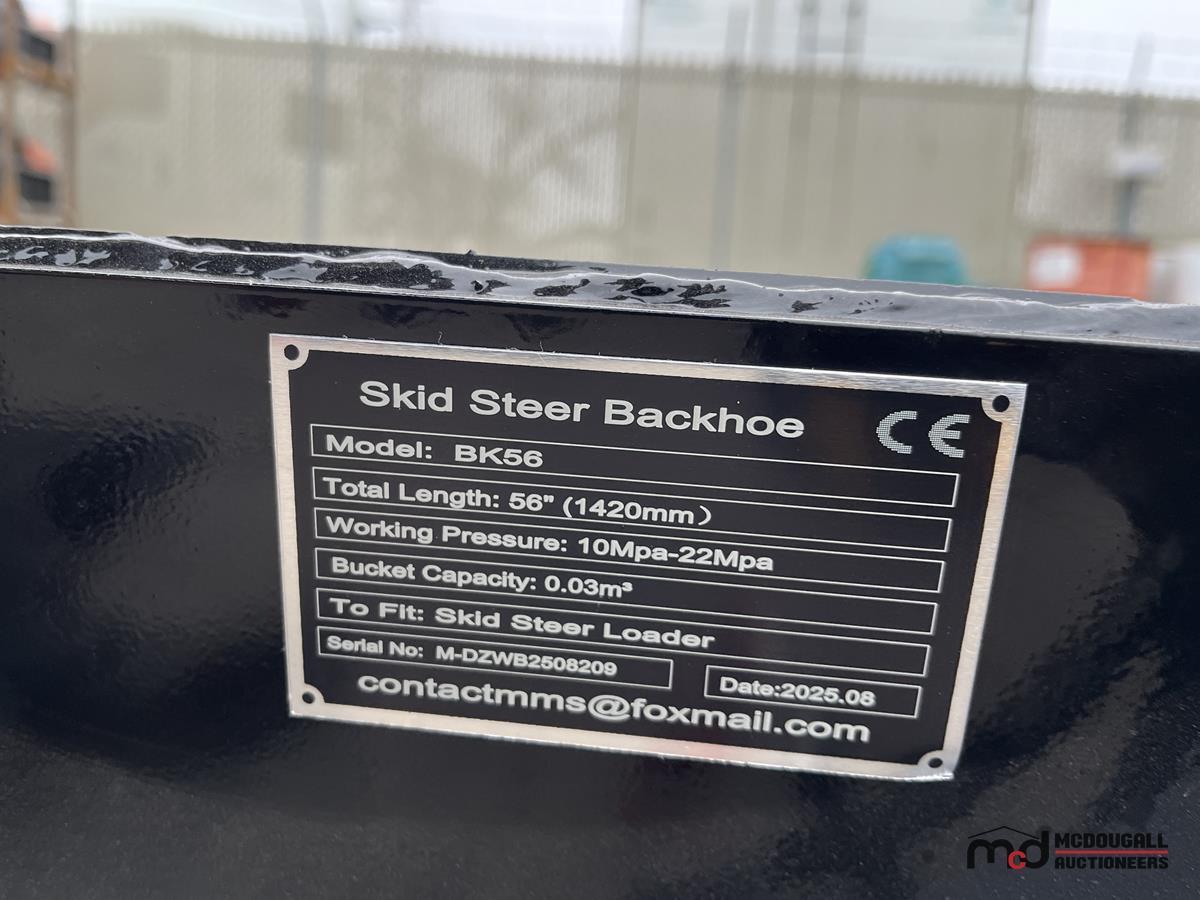 Skid Steer Backhoe
CE
Model: BK56
Total Length: 56" (1420mm）
Working Pressure: 10Mpa-22Mpa
Bucket Capacity: 0.03m³
To Fit: Skid Steer Loader
Serial No: M-DZWB2508209
Date:2025.08
contactmms@foxmail.com
mcd MCDOUGALL
AUCTIONEERS